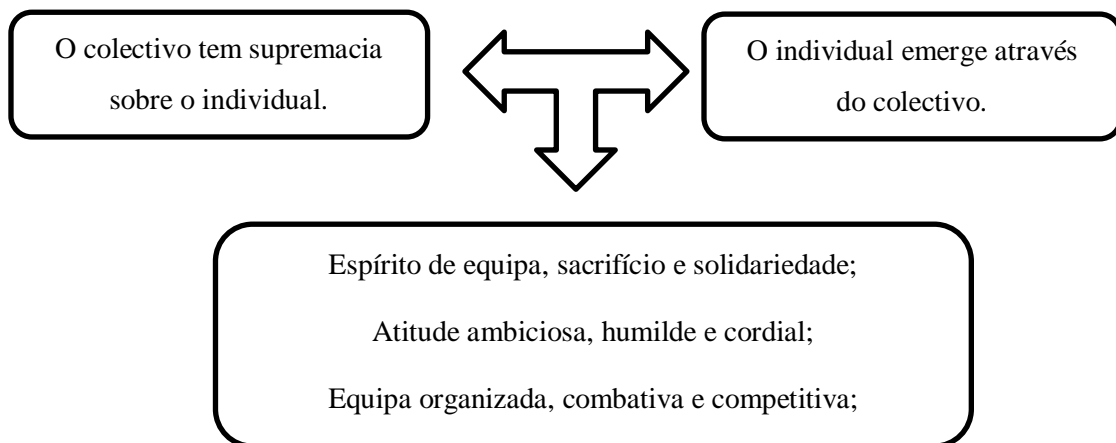 O colectivo tem supremacia
sobre o individual.
O individual emerge através
do colectivo.
Espírito de equipa, sacrifício e solidariedade;
Atitude ambiciosa, humilde e cordial;
Equipa organizada, combativa e competitiva;